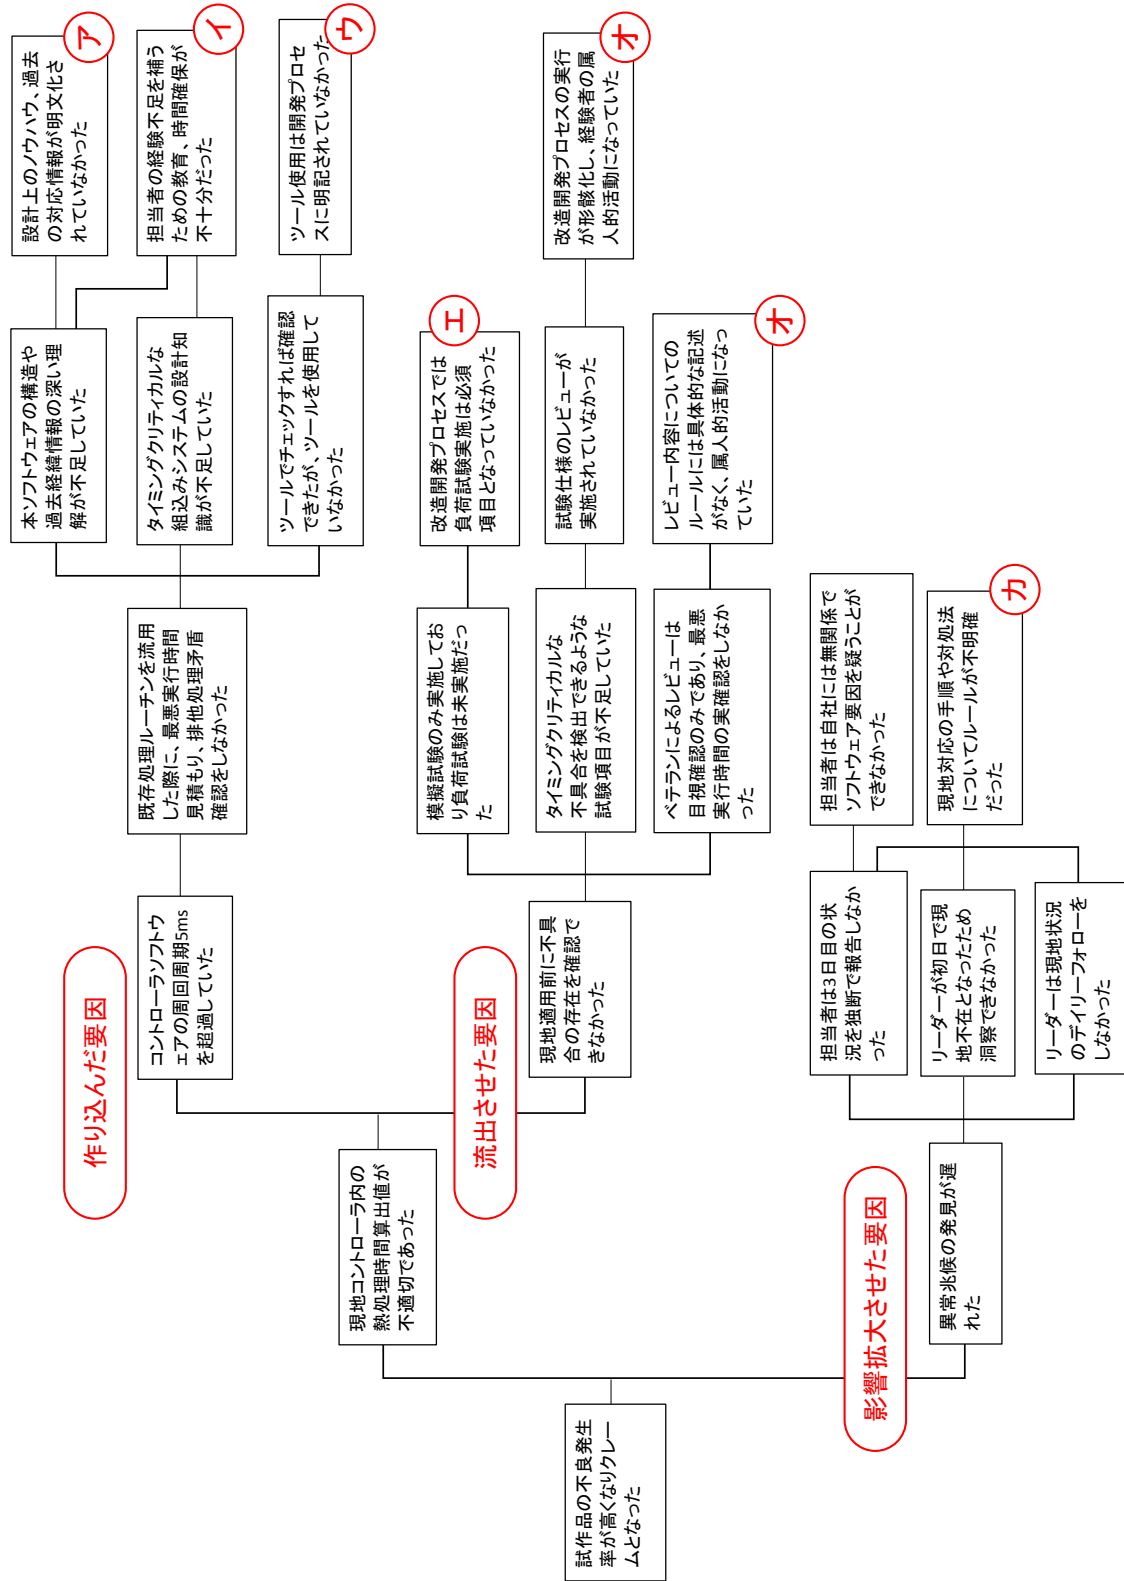 試作品の不良発生
率が高くなりクレー
ムとなった
現地コントローラ内の
熱処理時間算出値が
不適切であった
作り込んだ要因
コントローラソフトウ
ェアの周回周期5ms
を超過していた
既存処理ルーチンを流用
した際に、最悪実行時間
見積もり、排他処理矛盾
確認をしなかった
本ソフトウェアの構造や
過去経緯情報の深い理
解が不足していた
設計上のノウハウ、過去
の対応情報が明文化さ
れていなかった
ア
タイミングクリティカルな
組込みシステムの設計知
識が不足していた
担当者の経験不足を補う
ための教育、時間確保が
不十分だった
イ
ツールでチェックすれば確認
できたが、ツールを使用して
いなかった
ツール使用は開発プロセ
スに明記されていなかった
ウ
流出させた要因
現地適用前に不具
合の存在を確認で
きなかった
模擬試験のみ実施してお
り負荷試験は未実施だっ
た
改造開発プロセスでは
負荷試験実施は必須
項目となっていなかった
エ
タイミングクリティカルな
不具合を検出できるような
試験項目が不足していた
試験仕様のレビューが
実施されていなかった
改造開発プロセスの実行
が形骸化し、経験者の属
人的活動になっていた
オ
ベテランによるレビューは
目視確認のみであり、最悪
実行時間の実確認をしなか
った
レビュー内容についての
ルールには具体的な記述
がなく、属人的活動になっ
ていた
オ
影響拡大させた要因
異常兆候の発見が遅
れた
担当者は3日目の状
況を独断で報告しなか
った
担当者は自社には無関係で
ソフトウェア要因を疑うことが
できなかった
リーダーが初日で現
地不在となったため
洞察できなかった
現地対応の手順や対処法
についてルールが不明確
だった
カ
リーダーは現地状況
のデイリーフォローを
しなかった